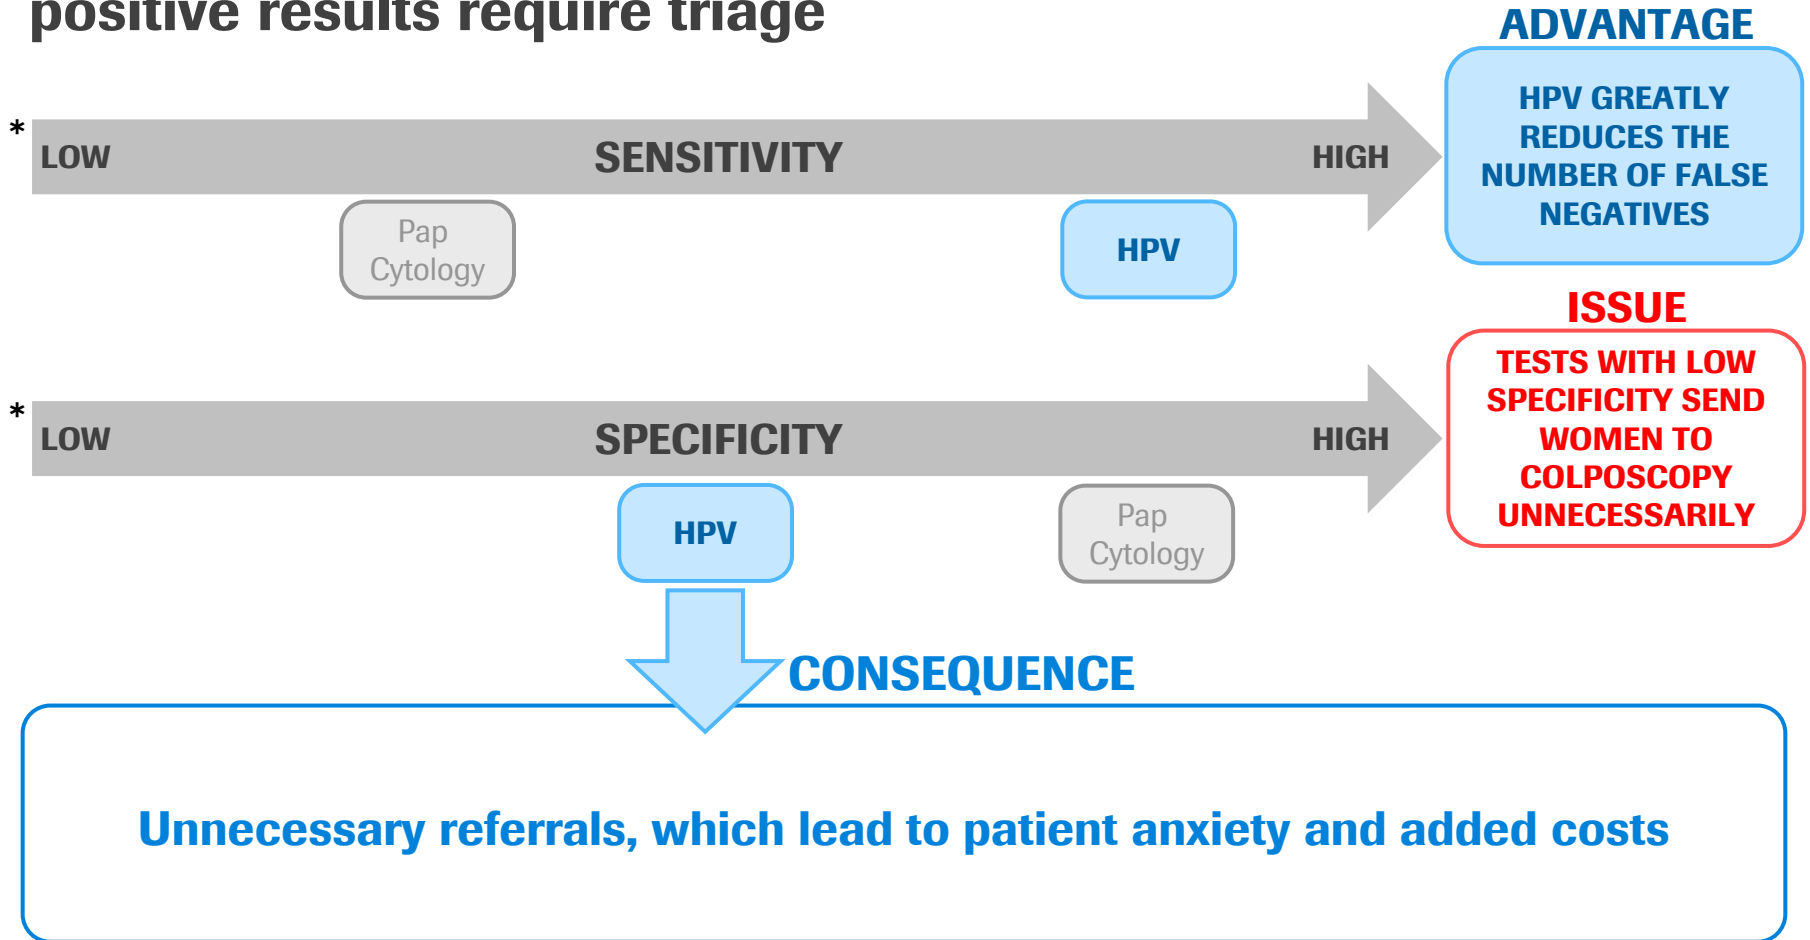 positive results require triage
ADVANTAGE
HPV GREATLY
REDUCES THE
NUMBER OF FALSE
NEGATIVES
*
LOW SENSITIVITY HIGH
Pap
Cytology
HPV
ISSUE
TESTS WITH LOW
SPECIFICITY SEND
WOMEN TO
COLPOSCOPY
UNNECESSARILY
*
LOW SPECIFICITY HIGH
HPV
Pap
Cytology
CONSEQUENCE
Unnecessary referrals, which lead to patient anxiety and added costs